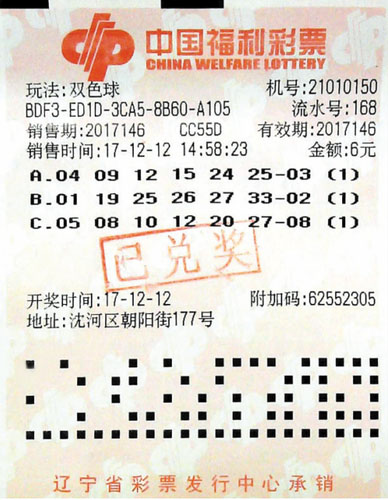 中国福利彩票
CHINA WELFARE LOTTERY
玩法:双色球 机号:21010150
BDF3-ED1D-3CA5-8B60-A105 流水号:168
销售期:2017146 CC55D 有效期:2017146
销售时间:17-12-12 14:58:23 金额:6元
A.04 09 12 15 24 25-03 (1)
B.01 19 25 26 27 33-02 (1)
C.05 08 10 12 20 27-08 (1)
已兑奖
开奖时间:17-12-12 附加码:62552305
地址:沈河区朝阳街177号
辽宁省彩票发行中心承销